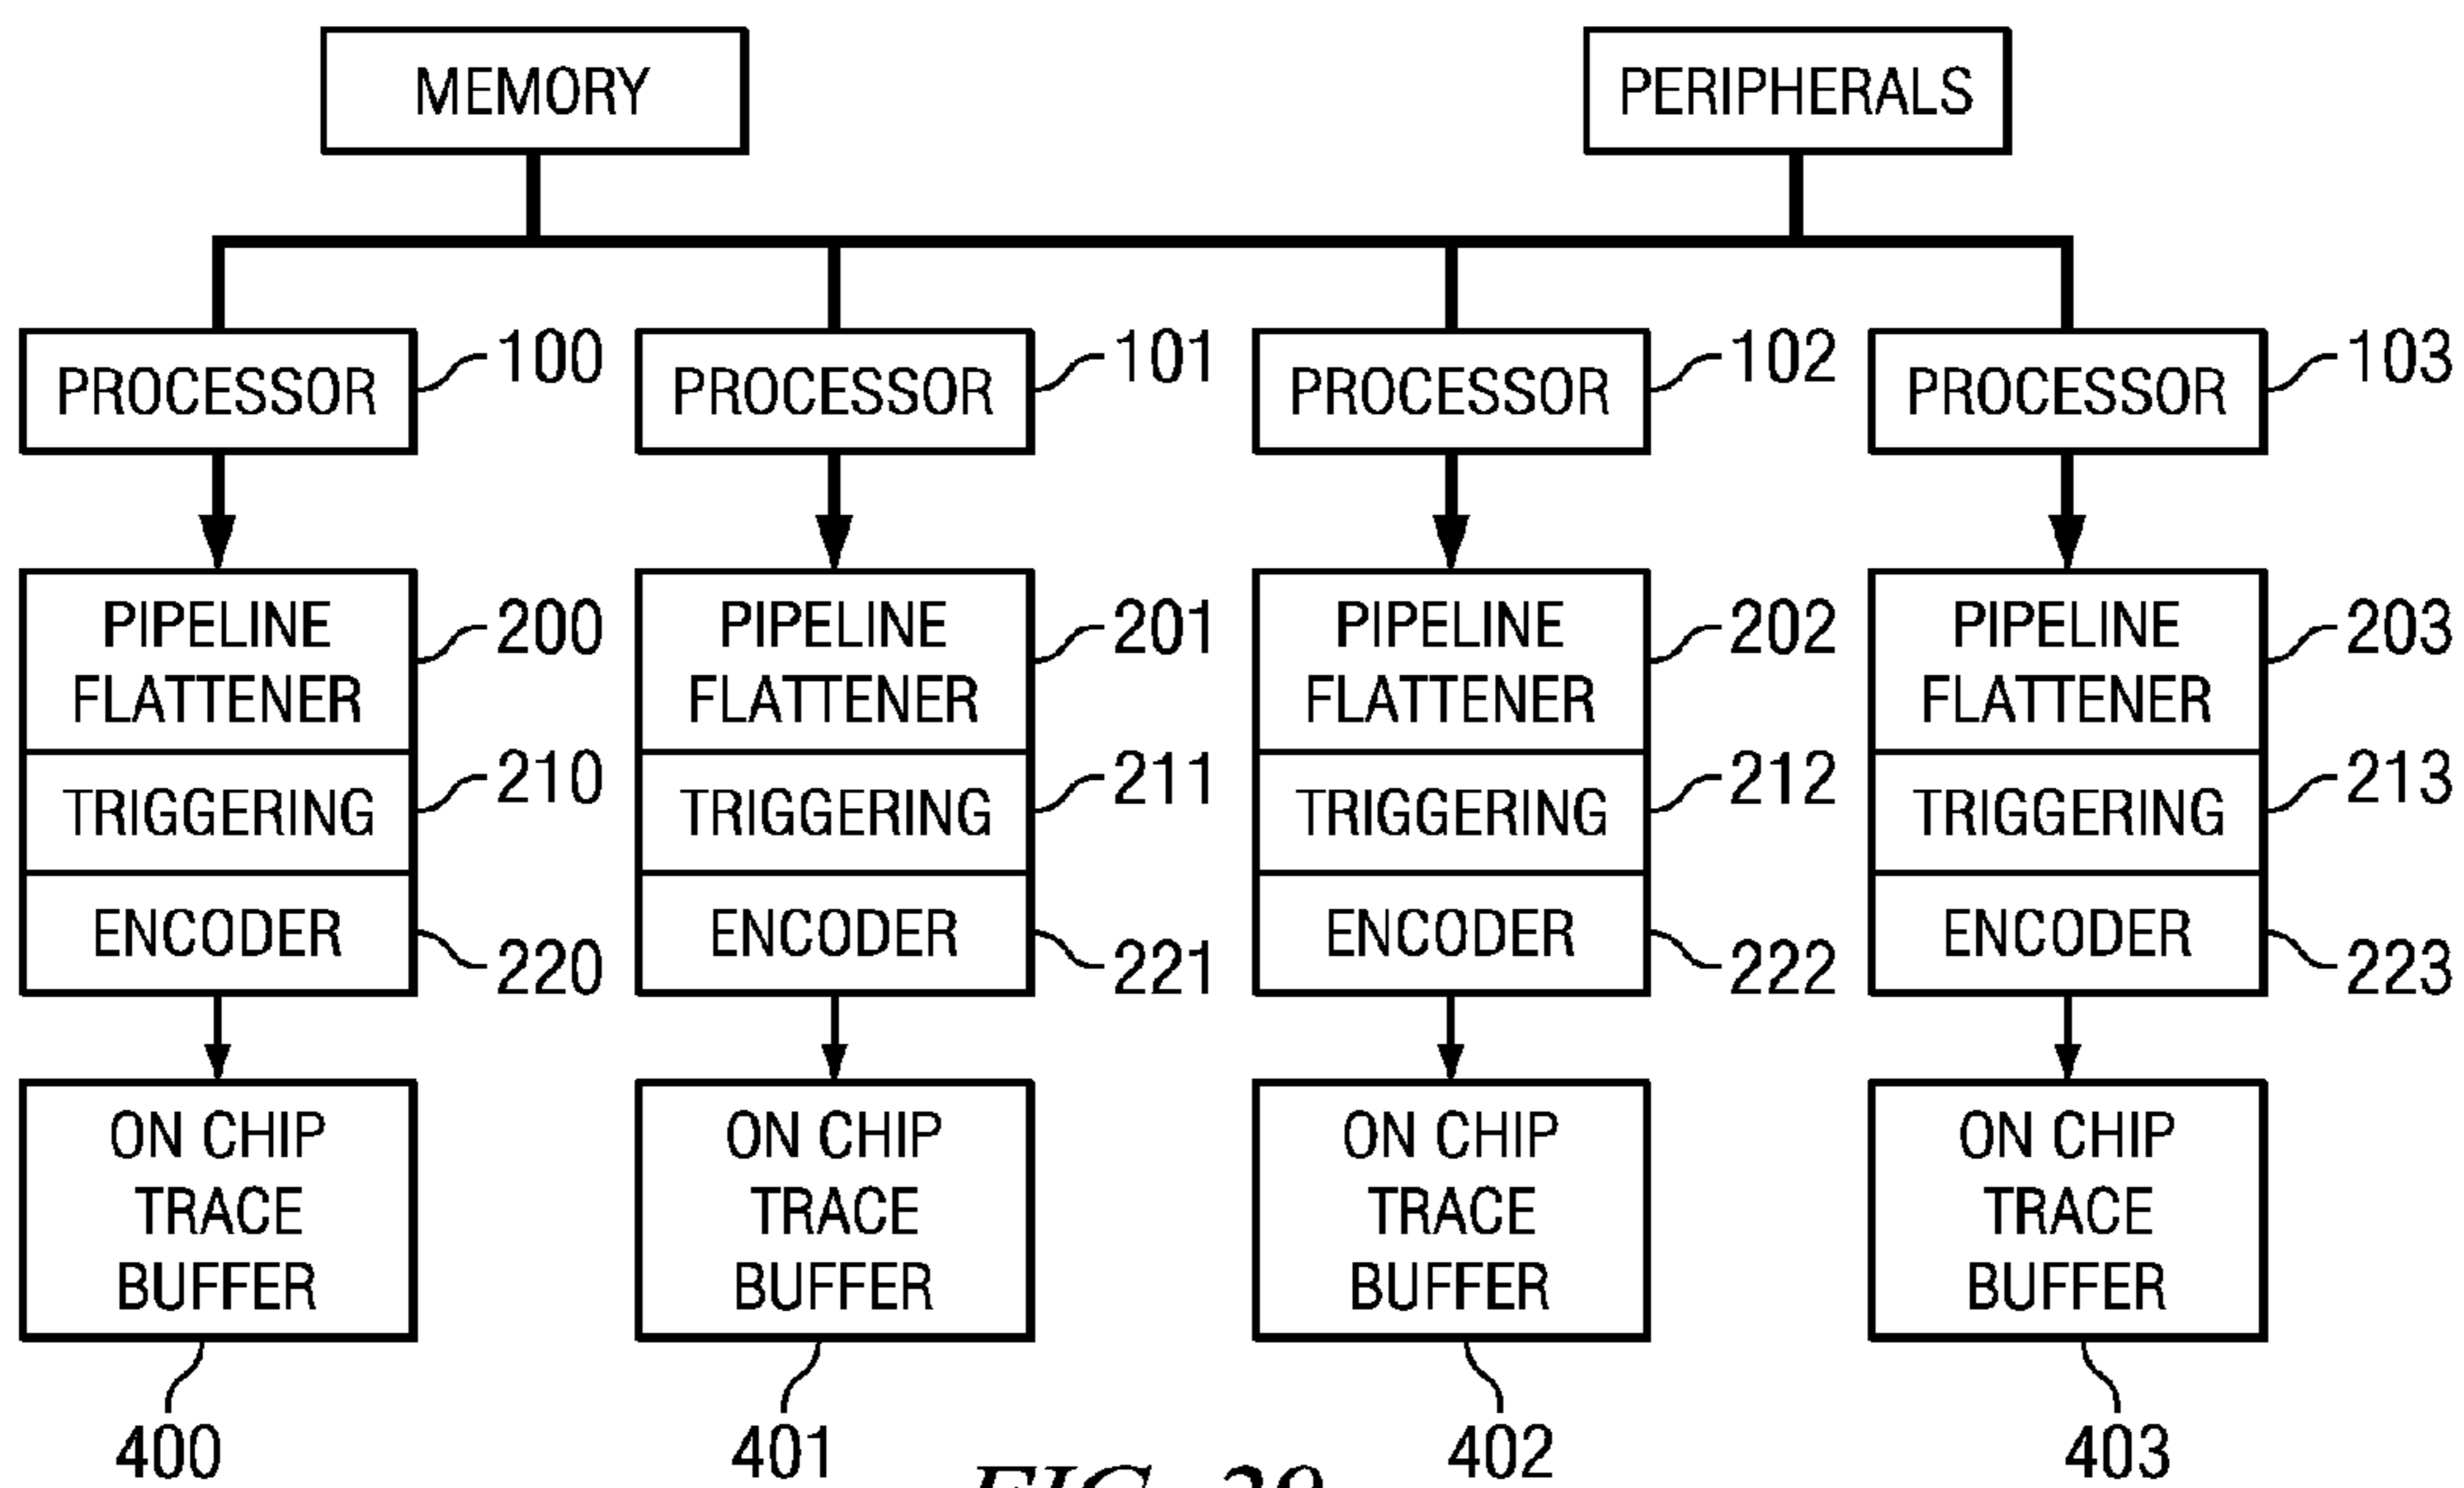 MEMORY
PERIPHERALS
PROCESSOR
100
PROCESSOR
101
PROCESSOR
102
PROCESSOR
103
PIPELINE
FLATTENER
200
PIPELINE
FLATTENER
201
PIPELINE
FLATTENER
202
PIPELINE
FLATTENER
203
TRIGGERING
210
TRIGGERING
211
TRIGGERING
212
TRIGGERING
213
ENCODER
220
ENCODER
221
ENCODER
222
ENCODER
223
ON CHIP
TRACE
BUFFER
ON CHIP
TRACE
BUFFER
ON CHIP
TRACE
BUFFER
ON CHIP
TRACE
BUFFER
400
401
402
403
FIG.